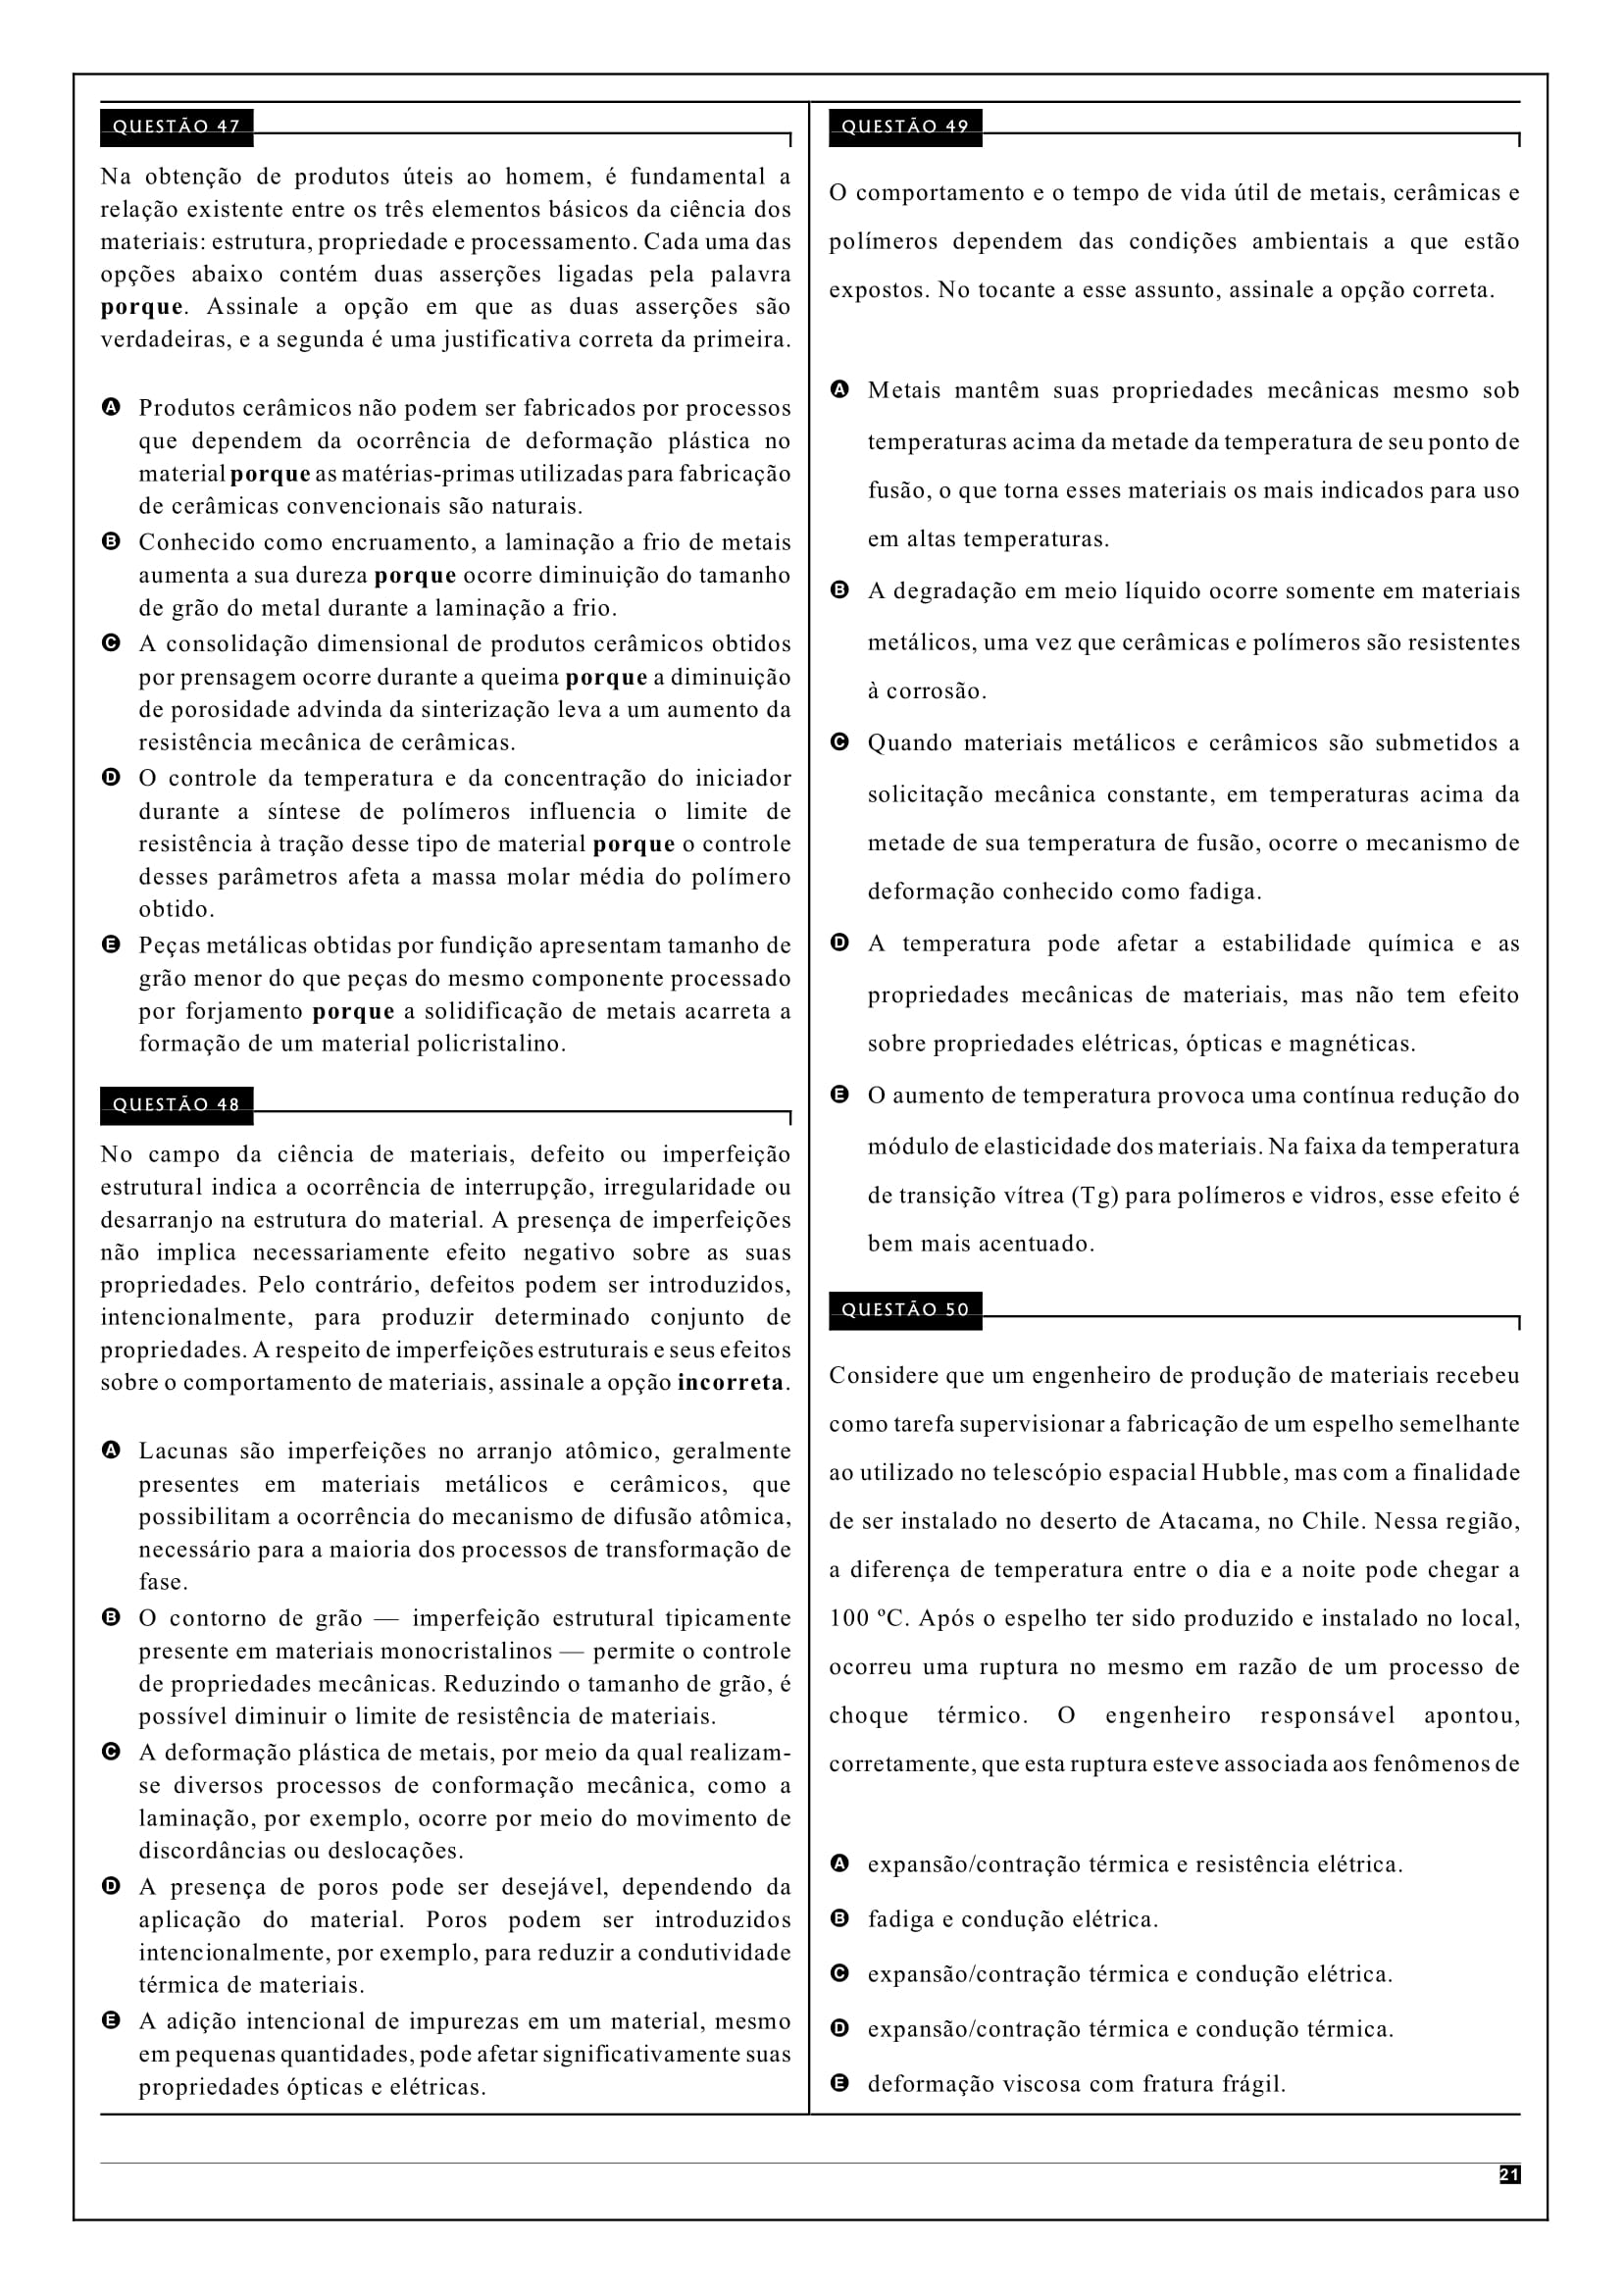 QUESTÃO 47
Na obtenção de produtos úteis ao homem, é fundamental a
relação existente entre os três elementos básicos da ciência dos
materiais: estrutura, propriedade e processamento. Cada uma das
opções abaixo contém duas asserções ligadas pela palavra
porque. Assinale a opção em que as duas asserções são
verdadeiras, e a segunda é uma justificativa correta da primeira.
A Produtos cerâmicos não podem ser fabricados por processos
que dependem da ocorrência de deformação plástica no
material porque as matérias-primas utilizadas para fabricação
de cerâmicas convencionais são naturais.
B Conhecido como encruamento, a laminação a frio de metais
aumenta a sua dureza porque ocorre diminuição do tamanho
de grão do metal durante a laminação a frio.
C A consolidação dimensional de produtos cerâmicos obtidos
por prensagem ocorre durante a queima porque a diminuição
de porosidade advinda da sinterização leva a um aumento da
resistência mecânica de cerâmicas.
D O controle da temperatura e da concentração do iniciador
durante a síntese de polímeros influencia o limite de
resistência à tração desse tipo de material porque o controle
desses parâmetros afeta a massa molar média do polímero
obtido.
E Peças metálicas obtidas por fundição apresentam tamanho de
grão menor do que peças do mesmo componente processado
por forjamento porque a solidificação de metais acarreta a
formação de um material policristalino.
QUESTÃO 48
No campo da ciência de materiais, defeito ou imperfeição
estrutural indica a ocorrência de interrupção, irregularidade ou
desarranjo na estrutura do material. A presença de imperfeições
não implica necessariamente efeito negativo sobre as suas
propriedades. Pelo contrário, defeitos podem ser introduzidos,
intencionalmente, para produzir determinado conjunto de
propriedades. A respeito de imperfeições estruturais e seus efeitos
sobre o comportamento de materiais, assinale a opção incorreta.
A Lacunas são imperfeições no arranjo atômico, geralmente
presentes em materiais metálicos e cerâmicos, que
possibilitam a ocorrência do mecanismo de difusão atômica,
necessário para a maioria dos processos de transformação de
fase.
B O contorno de grão — imperfeição estrutural tipicamente
presente em materiais monocristalinos — permite o controle
de propriedades mecânicas. Reduzindo o tamanho de grão, é
possível diminuir o limite de resistência de materiais.
C A deformação plástica de metais, por meio da qual realizam-
se diversos processos de conformação mecânica, como a
laminação, por exemplo, ocorre por meio do movimento de
discordâncias ou deslocações.
D A presença de poros pode ser desejável, dependendo da
aplicação do material. Poros podem ser introduzidos
intencionalmente, por exemplo, para reduzir a condutividade
térmica de materiais.
E A adição intencional de impurezas em um material, mesmo
em pequenas quantidades, pode afetar significativamente suas
propriedades ópticas e elétricas.
QUESTÃO 49
O comportamento e o tempo de vida útil de metais, cerâmicas e
polímeros dependem das condições ambientais a que estão
expostos. No tocante a esse assunto, assinale a opção correta.
A Metais mantêm suas propriedades mecânicas mesmo sob
temperaturas acima da metade da temperatura de seu ponto de
fusão, o que torna esses materiais os mais indicados para uso
em altas temperaturas.
B A degradação em meio líquido ocorre somente em materiais
metálicos, uma vez que cerâmicas e polímeros são resistentes
à corrosão.
C Quando materiais metálicos e cerâmicos são submetidos a
solicitação mecânica constante, em temperaturas acima da
metade de sua temperatura de fusão, ocorre o mecanismo de
deformação conhecido como fadiga.
D A temperatura pode afetar a estabilidade química e as
propriedades mecânicas de materiais, mas não tem efeito
sobre propriedades elétricas, ópticas e magnéticas.
E O aumento de temperatura provoca uma contínua redução do
módulo de elasticidade dos materiais. Na faixa da temperatura
de transição vítrea (Tg) para polímeros e vidros, esse efeito é
bem mais acentuado.
QUESTÃO 50
Considere que um engenheiro de produção de materiais recebeu
como tarefa supervisionar a fabricação de um espelho semelhante
ao utilizado no telescópio espacial Hubble, mas com a finalidade
de ser instalado no deserto de Atacama, no Chile. Nessa região,
a diferença de temperatura entre o dia e a noite pode chegar a
100 ºC. Após o espelho ter sido produzido e instalado no local,
ocorreu uma ruptura no mesmo em razão de um processo de
choque térmico. O engenheiro responsável apontou,
corretamente, que esta ruptura esteve associada aos fenômenos de
A expansão/contração térmica e resistência elétrica.
B fadiga e condução elétrica.
C expansão/contração térmica e condução elétrica.
D expansão/contração térmica e condução térmica.
E deformação viscosa com fratura frágil.
21